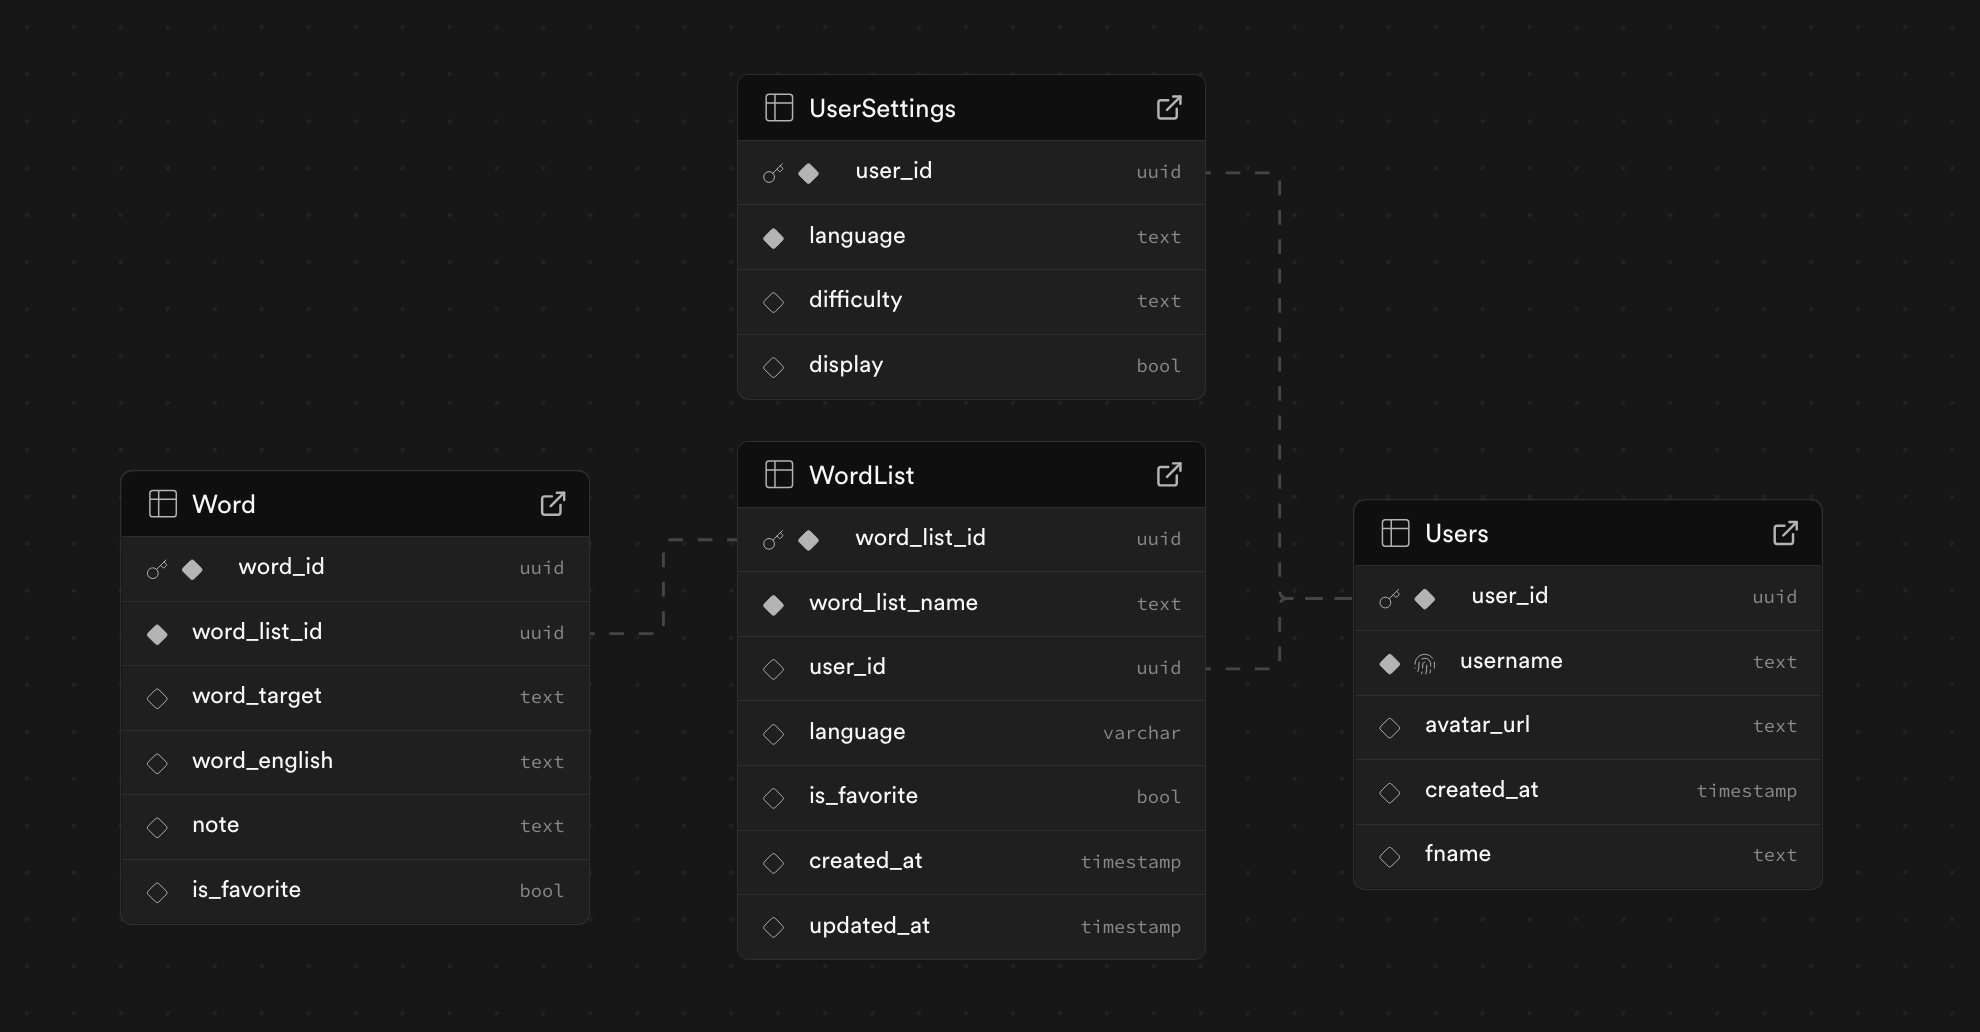 UserSettings
user_id uuid
language text
difficulty text
display bool
Word
word_id uuid
word_list_id uuid
word_target text
word_english text
note text
is_favorite bool
WordList
word_list_id uuid
word_list_name text
user_id uuid
language varchar
is_favorite bool
created_at timestamp
updated_at timestamp
Users
user_id uuid
username text
avatar_url text
created_at timestamp
fname text